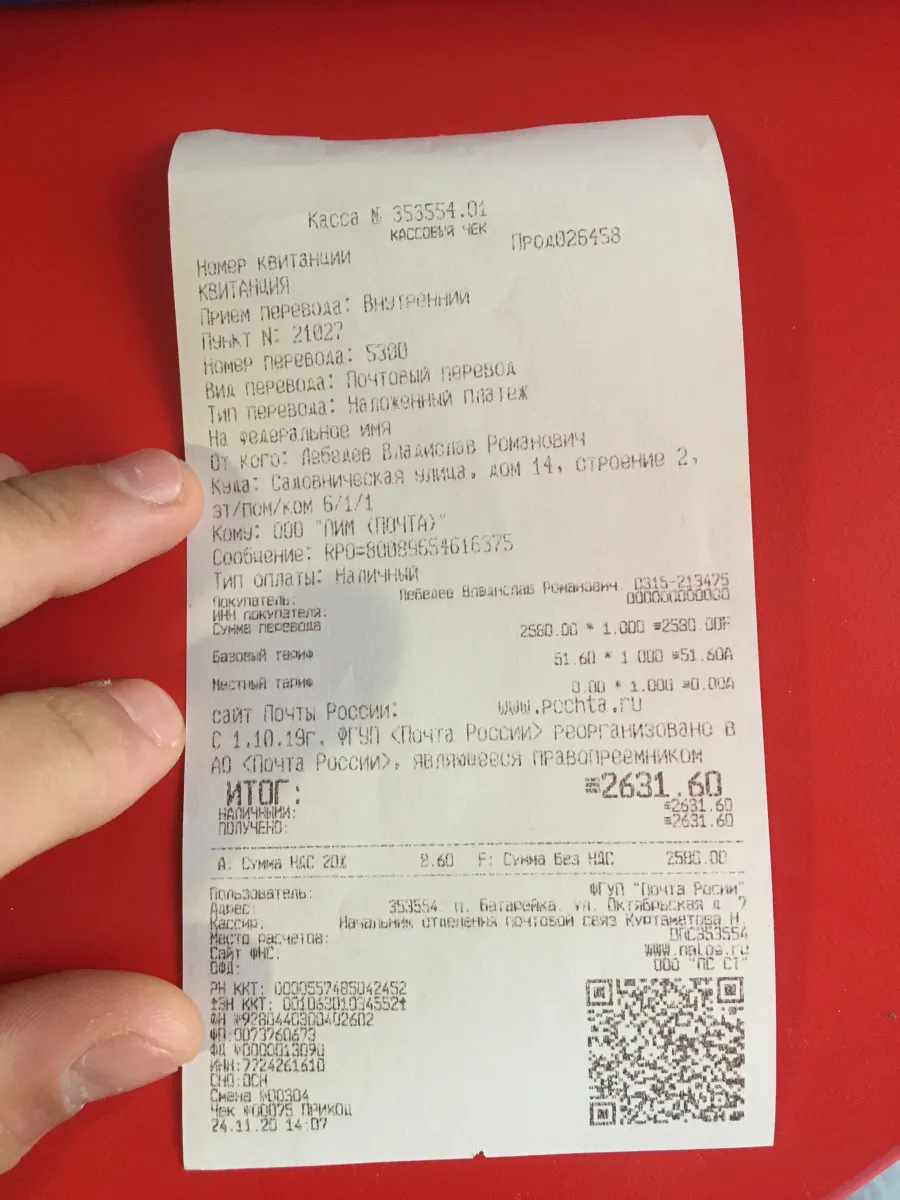 Касса № 353554.01
КАССОВЫЙ ЧЕК
Прод026458
Номер квитанции
КВИТАНЦИЯ
Прием перевода: Внутренний
Пункт N: 21027
Номер перевода: 5380
Вид перевода: Почтовый перевод
Тип перевода: Наложенный платеж
На федеральное имя
От кого: Лебедев Владислав Романович
Куда: Садовническая улица, дом 14, строение 2,
эт/пом/ком 6/1/1
Кому: ООО "ПИМ (ПОЧТА)"
Сообщение: RPO=80089654616375
Тип оплаты: Наличный
Покупатель: Лебедев Владислав Романович, 0315-213475
ИНН покупателя: 000000000000
Сумма перевода 2580.00 * 1.000 ≡2580.00F
Базовый тариф 51.60 * 1.000 ≡51.60A
Местный тариф 0.00 * 1.000 ≡0.00A
сайт Почты России: www.pochta.ru
С 1.10.19г. ФГУП <Почта России> реорганизовано в
АО <Почта России>, являющееся правопреемником
ИТОГ: ≡2631.60
НАЛИЧНЫМИ: ≡2631.60
ПОЛУЧЕНО: ≡2631.60
A: Сумма НДС 20% 8.60 F: Сумма Без НДС 2580.00
Пользователь: ФГУП "Почта Росии"
Адрес: 353554, п. Батарейка, ул. Октябрьская д. 7
Кассир: Начальник отделения почтовой связ Куртаметова Н.
Место расчетов: ОПС353554
Сайт ФНС: www.nalog.ru
ОФД: ООО "ПС СТ"
РН ККТ: 0000557485042452
ЗН ККТ: 00106301034552
ФН №9280440300402602
ФП:0073760673
ФД №0000013090
ИНН:7724261610
СНО:ОСН
Смена №00304
Чек №00075 Приход
24.11.20 14:07